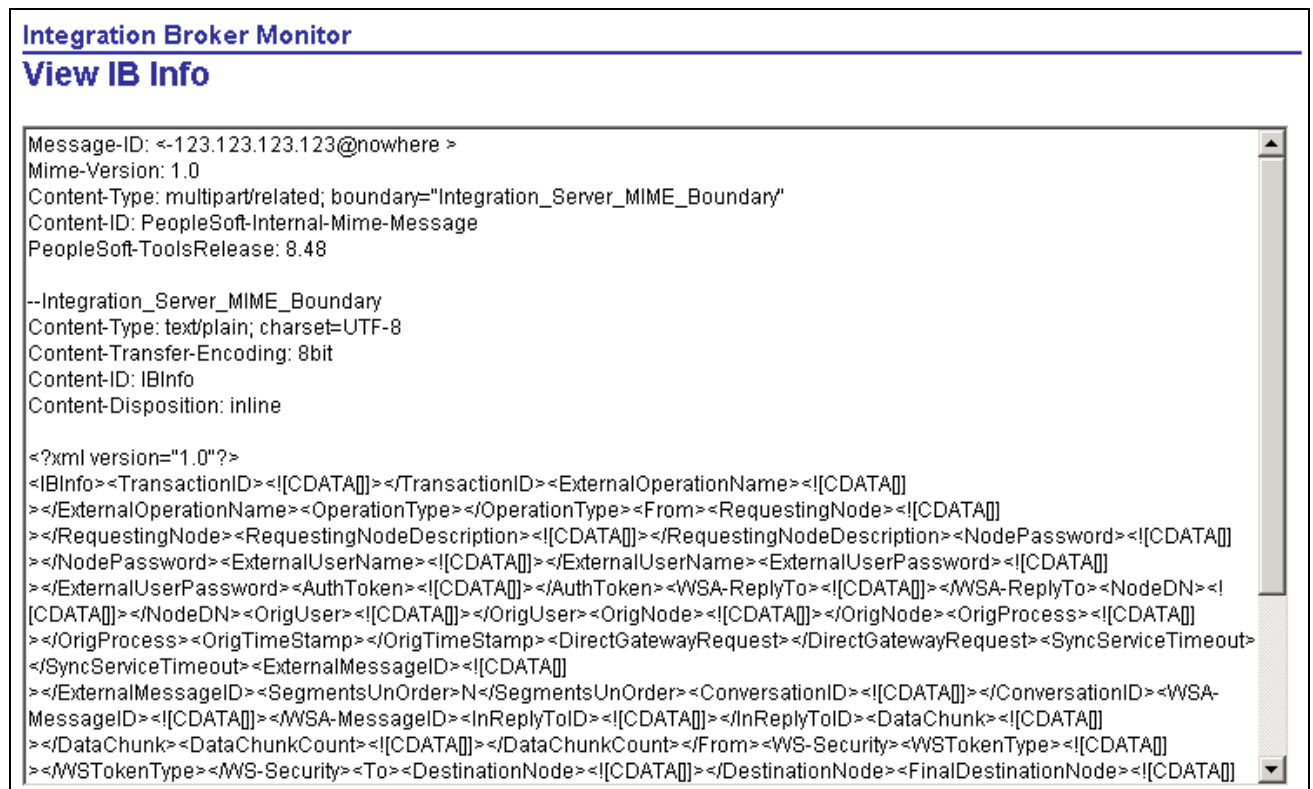 Integration Broker Monitor
View IB Info
Message-ID: <-123.123.123.123@nowhere >
Mime-Version: 1.0
Content-Type: multipart/related; boundary="Integration_Server_MIME_Boundary"
Content-ID: PeopleSoft-Internal-Mime-Message
PeopleSoft-ToolsRelease: 8.48
--Integration_Server_MIME_Boundary
Content-Type: text/plain; charset=UTF-8
Content-Transfer-Encoding: 8bit
Content-ID: IBInfo
Content-Disposition: inline
<?xml version="1.0"?>
<IBInfo><TransactionID><![CDATA[]]></TransactionID><ExternalOperationName><![CDATA[]]
></ExternalOperationName><OperationType></OperationType><From><RequestingNode><![CDATA[]]
></RequestingNode><RequestingNodeDescription><![CDATA[]]></RequestingNodeDescription><NodePassword><![CDATA[]]
></NodePassword><ExternalUserName><![CDATA[]]></ExternalUserName><ExternalUserPassword><![CDATA[]]
></ExternalUserPassword><AuthToken><![CDATA[]]></AuthToken><WSA-ReplyTo><![CDATA[]]></WSA-ReplyTo><NodeDN><!
[CDATA[]]></NodeDN><OrigUser><![CDATA[]]></OrigUser><OrigNode><![CDATA[]]></OrigNode><OrigProcess><![CDATA[]]
></OrigProcess><OrigTimeStamp></OrigTimeStamp><DirectGatewayRequest></DirectGatewayRequest><SyncServiceTimeout>
</SyncServiceTimeout><ExternalMessageID><![CDATA[]]
></ExternalMessageID><SegmentsUnOrder>N</SegmentsUnOrder><ConversationID><![CDATA[]]></ConversationID><WSA-
MessageID><![CDATA[]]></WSA-MessageID><InReplyToID><![CDATA[]]></InReplyToID><DataChunk><![CDATA[]]
></DataChunk><DataChunkCount><![CDATA[]]></DataChunkCount></From><WS-Security><WSTokenType><![CDATA[]]
></WSTokenType></WS-Security><To><DestinationNode><![CDATA[]]></DestinationNode><FinalDestinationNode><![CDATA[]]